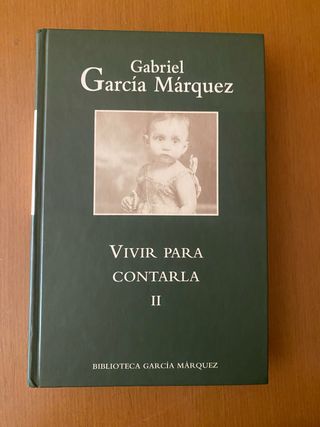 Gabriel
García Márquez
VIVIR PARA
CONTARLA
II
BIBLIOTECA GARCÍA MÁRQUEZ